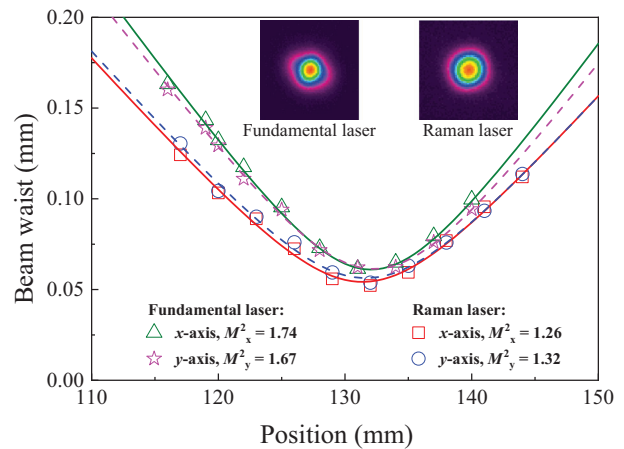 0.20
0.15
0.10
0.05
0.00
Beam waist (mm)
Fundamental laser
Raman laser
Fundamental laser:
x-axis, M²ₓ = 1.74
y-axis, M²y = 1.67
Raman laser:
x-axis, M²ₓ = 1.26
y-axis, M²y = 1.32
110
120
130
140
150
Position (mm)